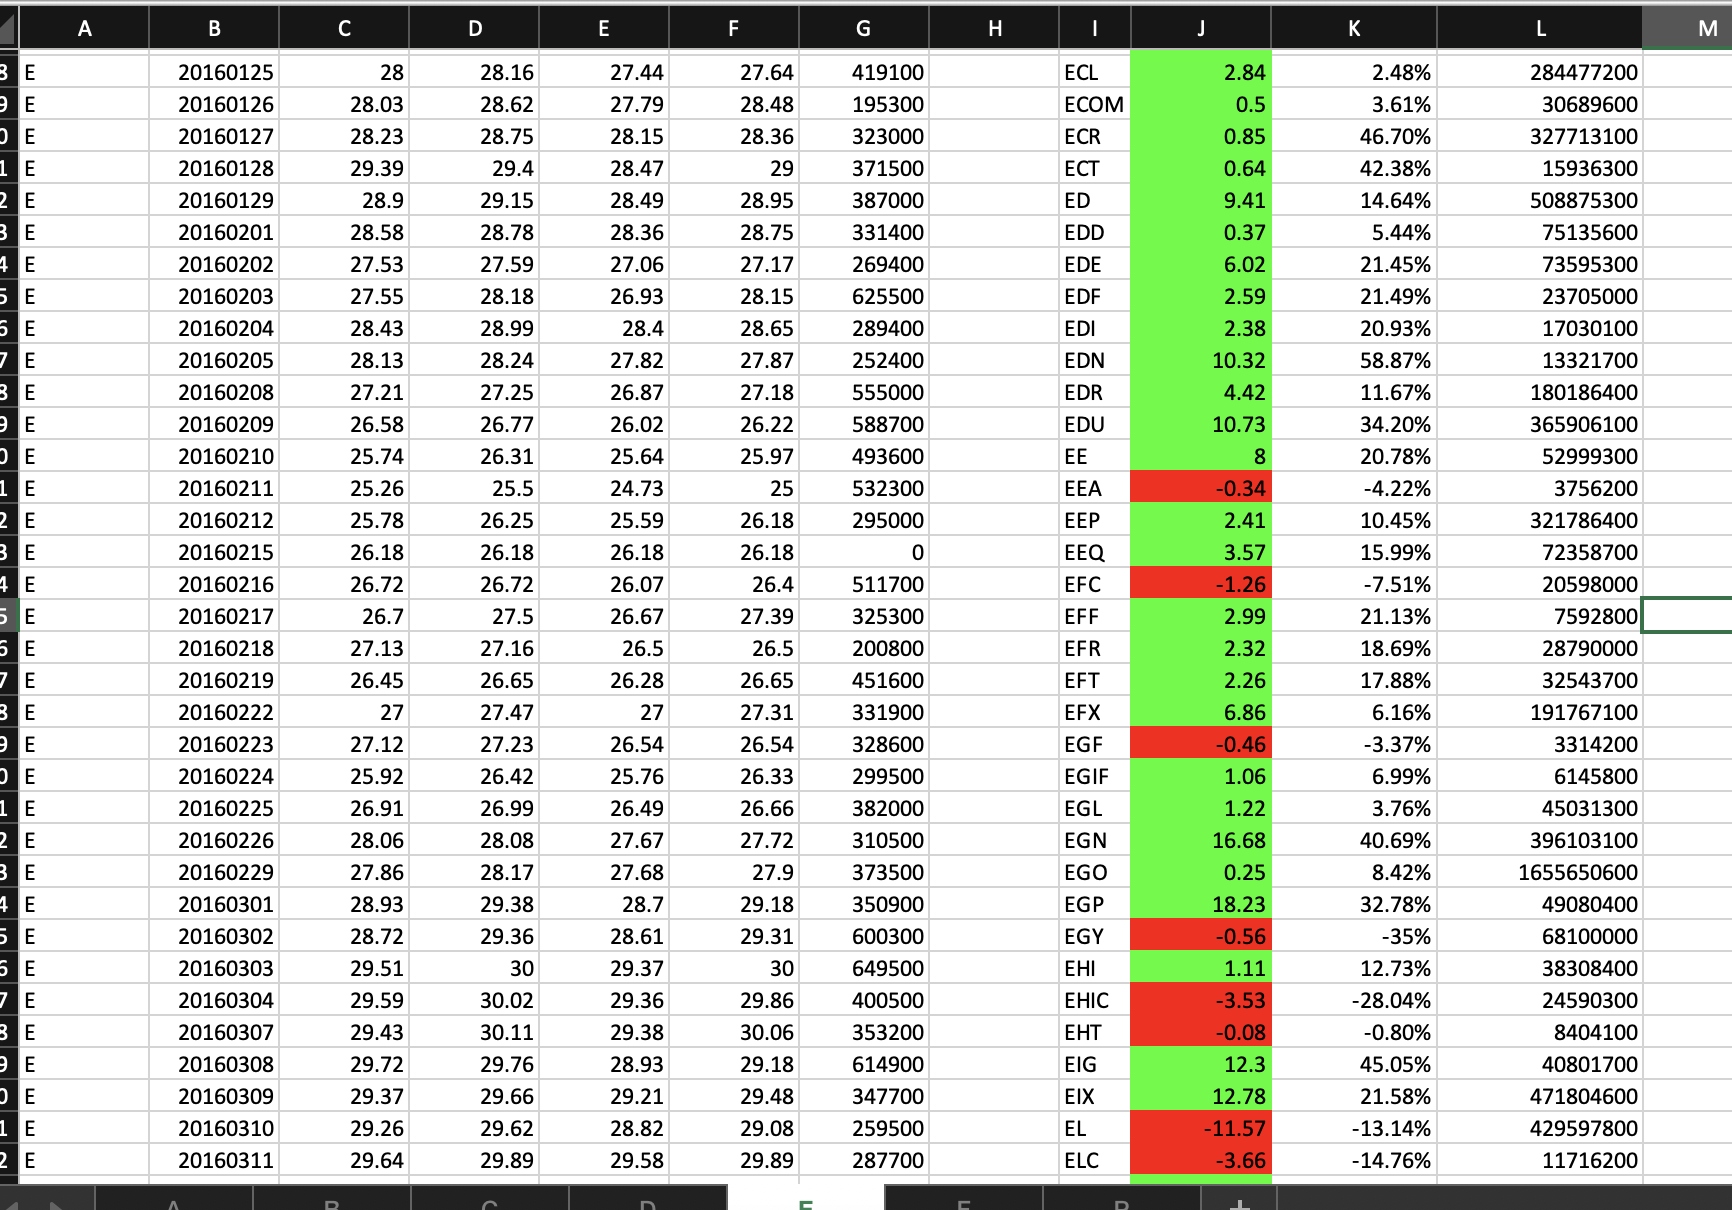 A B C D E F G H I J K L M
8 E 20160125 28 28.16 27.44 27.64 419100 ECL 2.84 2.48% 284477200
9 E 20160126 28.03 28.62 27.79 28.48 195300 ECOM 0.5 3.61% 30689600
0 E 20160127 28.23 28.75 28.15 28.36 323000 ECR 0.85 46.70% 327713100
1 E 20160128 29.39 29.4 28.47 29 371500 ECT 0.64 42.38% 15936300
2 E 20160129 28.9 29.15 28.49 28.95 387000 ED 9.41 14.64% 508875300
3 E 20160201 28.58 28.78 28.36 28.75 331400 EDD 0.37 5.44% 75135600
4 E 20160202 27.53 27.59 27.06 27.17 269400 EDE 6.02 21.45% 73595300
5 E 20160203 27.55 28.18 26.93 28.15 625500 EDF 2.59 21.49% 23705000
6 E 20160204 28.43 28.99 28.4 28.65 289400 EDI 2.38 20.93% 17030100
7 E 20160205 28.13 28.24 27.82 27.87 252400 EDN 10.32 58.87% 13321700
8 E 20160208 27.21 27.25 26.87 27.18 555000 EDR 4.42 11.67% 180186400
9 E 20160209 26.58 26.77 26.02 26.22 588700 EDU 10.73 34.20% 365906100
0 E 20160210 25.74 26.31 25.64 25.97 493600 EE 8 20.78% 52999300
1 E 20160211 25.26 25.5 24.73 25 532300 EEA -0.34 -4.22% 3756200
2 E 20160212 25.78 26.25 25.59 26.18 295000 EEP 2.41 10.45% 321786400
3 E 20160215 26.18 26.18 26.18 26.18 0 EEQ 3.57 15.99% 72358700
4 E 20160216 26.72 26.72 26.07 26.4 511700 EFC -1.26 -7.51% 20598000
5 E 20160217 26.7 27.5 26.67 27.39 325300 EFF 2.99 21.13% 7592800
6 E 20160218 27.13 27.16 26.5 26.5 200800 EFR 2.32 18.69% 28790000
7 E 20160219 26.45 26.65 26.28 26.65 451600 EFT 2.26 17.88% 32543700
8 E 20160222 27 27.47 27 27.31 331900 EFX 6.86 6.16% 191767100
9 E 20160223 27.12 27.23 26.54 26.54 328600 EGF -0.46 -3.37% 3314200
0 E 20160224 25.92 26.42 25.76 26.33 299500 EGIF 1.06 6.99% 6145800
1 E 20160225 26.91 26.99 26.49 26.66 382000 EGL 1.22 3.76% 45031300
2 E 20160226 28.06 28.08 27.67 27.72 310500 EGN 16.68 40.69% 396103100
3 E 20160229 27.86 28.17 27.68 27.9 373500 EGO 0.25 8.42% 1655650600
4 E 20160301 28.93 29.38 28.7 29.18 350900 EGP 18.23 32.78% 49080400
5 E 20160302 28.72 29.36 28.61 29.31 600300 EGY -0.56 -35% 68100000
6 E 20160303 29.51 30 29.37 30 649500 EHI 1.11 12.73% 38308400
7 E 20160304 29.59 30.02 29.36 29.86 400500 EHIC -3.53 -28.04% 24590300
8 E 20160307 29.43 30.11 29.38 30.06 353200 EHT -0.08 -0.80% 8404100
9 E 20160308 29.72 29.76 28.93 29.18 614900 EIG 12.3 45.05% 40801700
0 E 20160309 29.37 29.66 29.21 29.48 347700 EIX 12.78 21.58% 471804600
1 E 20160310 29.26 29.62 28.82 29.08 259500 EL -11.57 -13.14% 429597800
2 E 20160311 29.64 29.89 29.58 29.89 287700 ELC -3.66 -14.76% 11716200
A B C D E